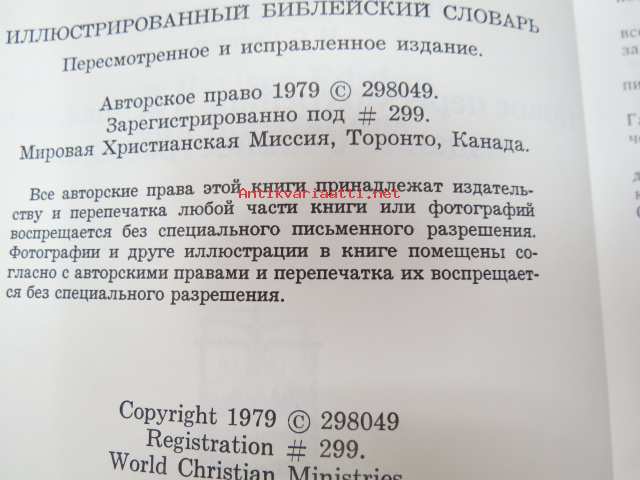 ИЛЛЮСТРИРОВАННЫЙ БИБЛЕЙСКИЙ СЛОВАРЬ
Пересмотренное и исправленное издание.
Авторское право 1979 © 298049.
Зарегистрированно под # 299.
Мировая Христианская Миссия, Торонто, Канада.
Все авторские права этой книги принадлежат издатель-
ству и перепечатка любой части книги или фотографий
воспрещается без специального письменного разрешения.
Фотографии и друге иллюстрации в книге помещены со-
гласно с авторскими правами и перепечатка их воспрещает-
ся без специального разрешения.
Antikvariaatti.net
Copyright 1979 © 298049
Registration # 299.
World Christian Ministries